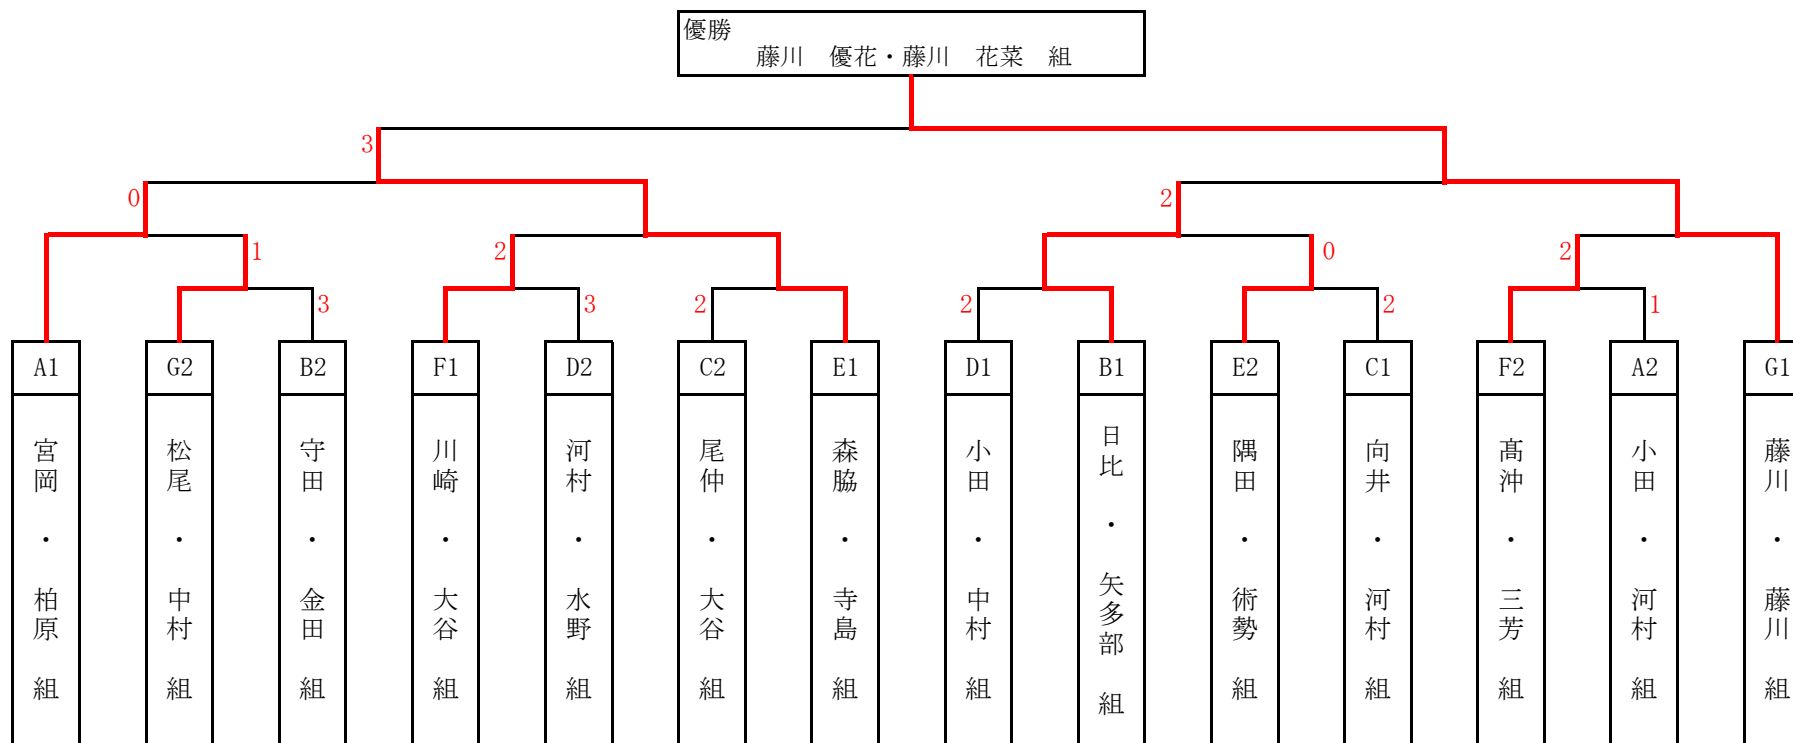 優勝
藤川　優花・藤川　花菜　組
3
0
2
1
2
0
2
3
3
2
2
2
1
A1
G2
B2
F1
D2
C2
E1
D1
B1
E2
C1
F2
A2
G1
宮岡・柏原組
松尾・中村組
守田・金田組
川崎・大谷組
河村・水野組
尾仲・大谷組
森脇・寺島組
小田・中村組
日比・矢多部組
隅田・術勢組
向井・河村組
髙沖・三芳組
小田・河村組
藤川・藤川組